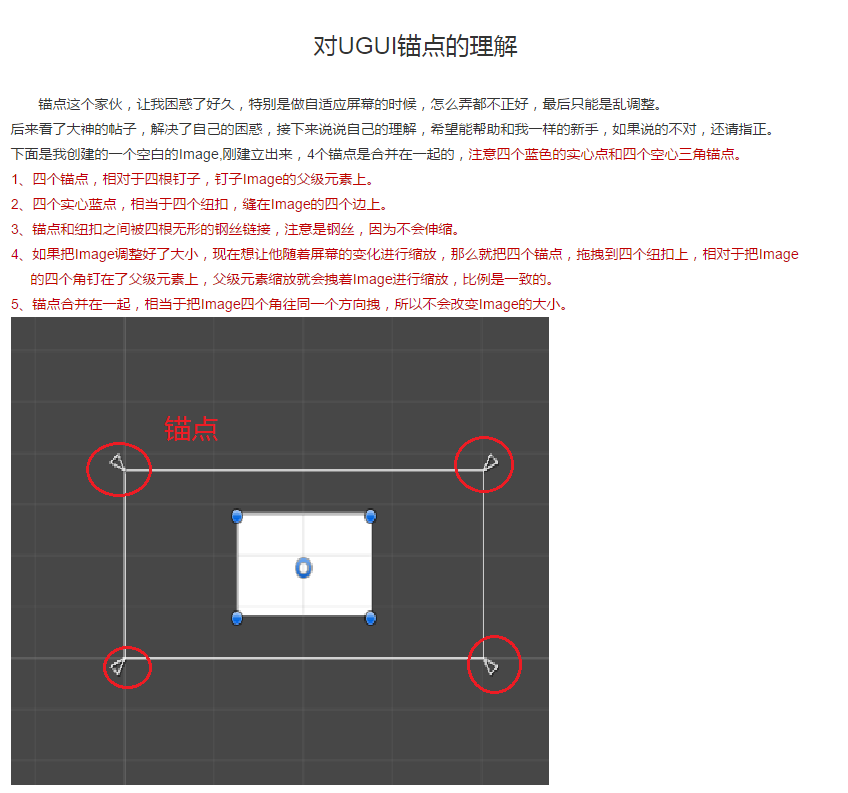 对UGUI锚点的理解
锚点这个家伙，让我困惑了好久，特别是做自适应屏幕的时候，怎么弄都不正好，最后只能是乱调整。
后来看了大神的帖子，解决了自己的困惑，接下来说说自己的理解，希望能帮助和我一样的新手，如果说的不对，还请指正。
下面是我创建的一个空白的Image,刚建立出来，4个锚点是合并在一起的，注意四个蓝色的实心点和四个空心三角锚点。
1、四个锚点，相对于四根钉子，钉子Image的父级元素上。
2、四个实心蓝点，相当于四个纽扣，缝在Image的四个边上。
3、锚点和纽扣之间被四根无形的钢丝链接，注意是钢丝，因为不会伸缩。
4、如果把Image调整好了大小，现在想让他随着屏幕的变化进行缩放，那么就把四个锚点，拖拽到四个纽扣上，相对于把Image
的四个角钉在了父级元素上，父级元素缩放就会拽着Image进行缩放，比例是一致的。
5、锚点合并在一起，相当于把Image四个角往同一个方向拽，所以不会改变Image的大小。
锚点